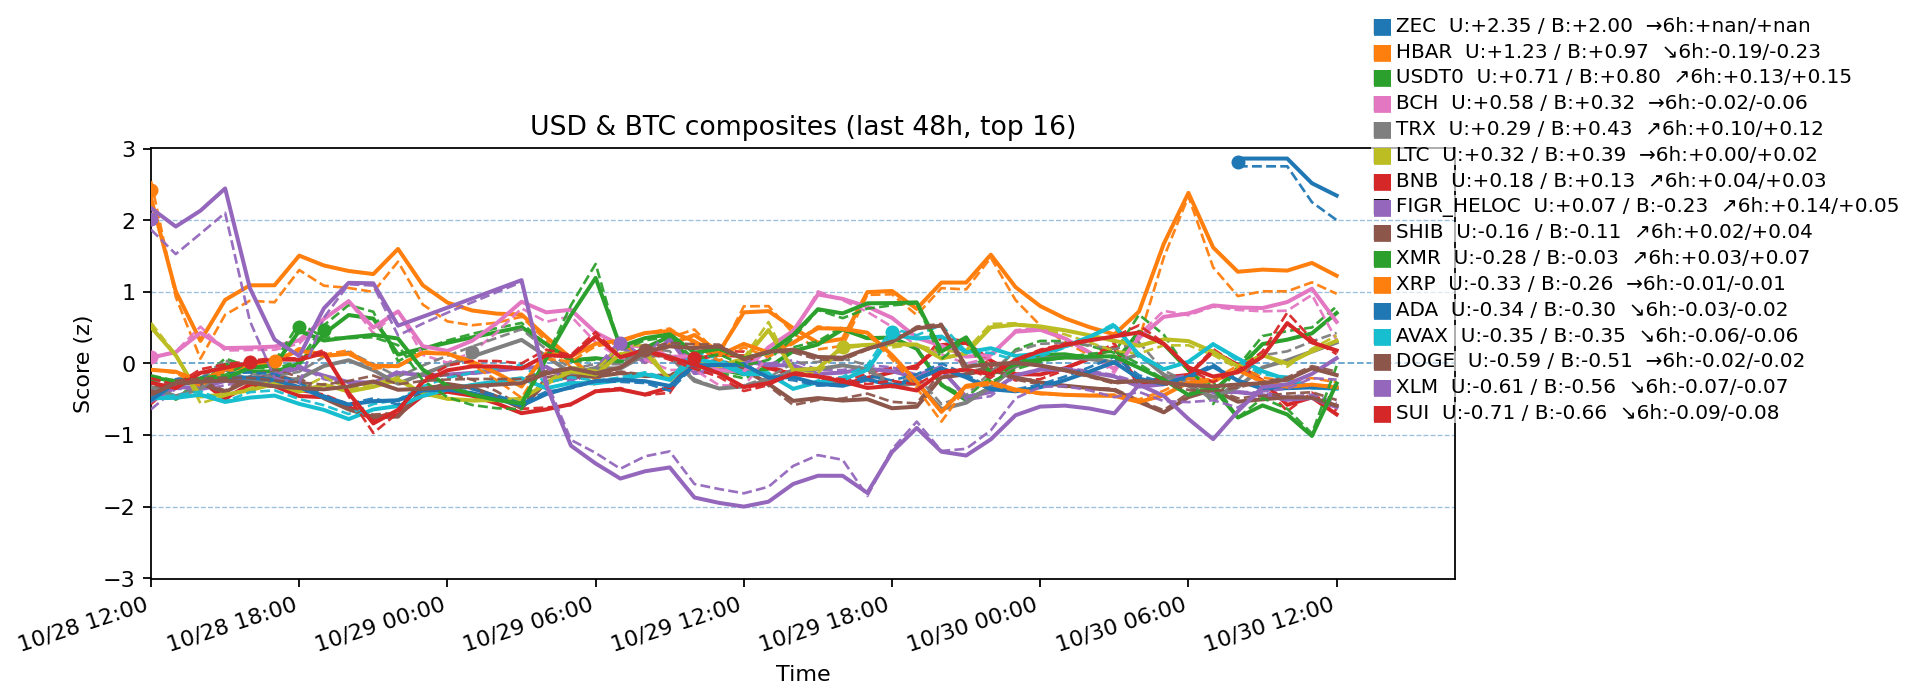 ZEC U:+2.35 / B:+2.00 →6h:+nan/+nan
HBAR U:+1.23 / B:+0.97 ↘6h:-0.19/-0.23
USDT0 U:+0.71 / B:+0.80 ↗6h:+0.13/+0.15
BCH U:+0.58 / B:+0.32 →6h:-0.02/-0.06
TRX U:+0.29 / B:+0.43 ↗6h:+0.10/+0.12
LTC U:+0.32 / B:+0.39 →6h:+0.00/+0.02
BNB U:+0.18 / B:+0.13 ↗6h:+0.04/+0.03
FIGR_HELOC U:+0.07 / B:-0.23 ↗6h:+0.14/+0.05
SHIB U:-0.16 / B:-0.11 ↗6h:+0.02/+0.04
XMR U:-0.28 / B:-0.03 ↗6h:+0.03/+0.07
XRP U:-0.33 / B:-0.26 →6h:-0.01/-0.01
ADA U:-0.34 / B:-0.30 ↘6h:-0.03/-0.02
AVAX U:-0.35 / B:-0.35 ↘6h:-0.06/-0.06
DOGE U:-0.59 / B:-0.51 →6h:-0.02/-0.02
XLM U:-0.61 / B:-0.56 ↘6h:-0.07/-0.07
SUI U:-0.71 / B:-0.66 ↘6h:-0.09/-0.08
USD & BTC composites (last 48h, top 16)
Score (z)
3
2
1
0
−1
−2
−3
10/28 12:00
10/28 18:00
10/29 00:00
10/29 06:00
10/29 12:00
10/29 18:00
10/30 00:00
10/30 06:00
10/30 12:00
Time